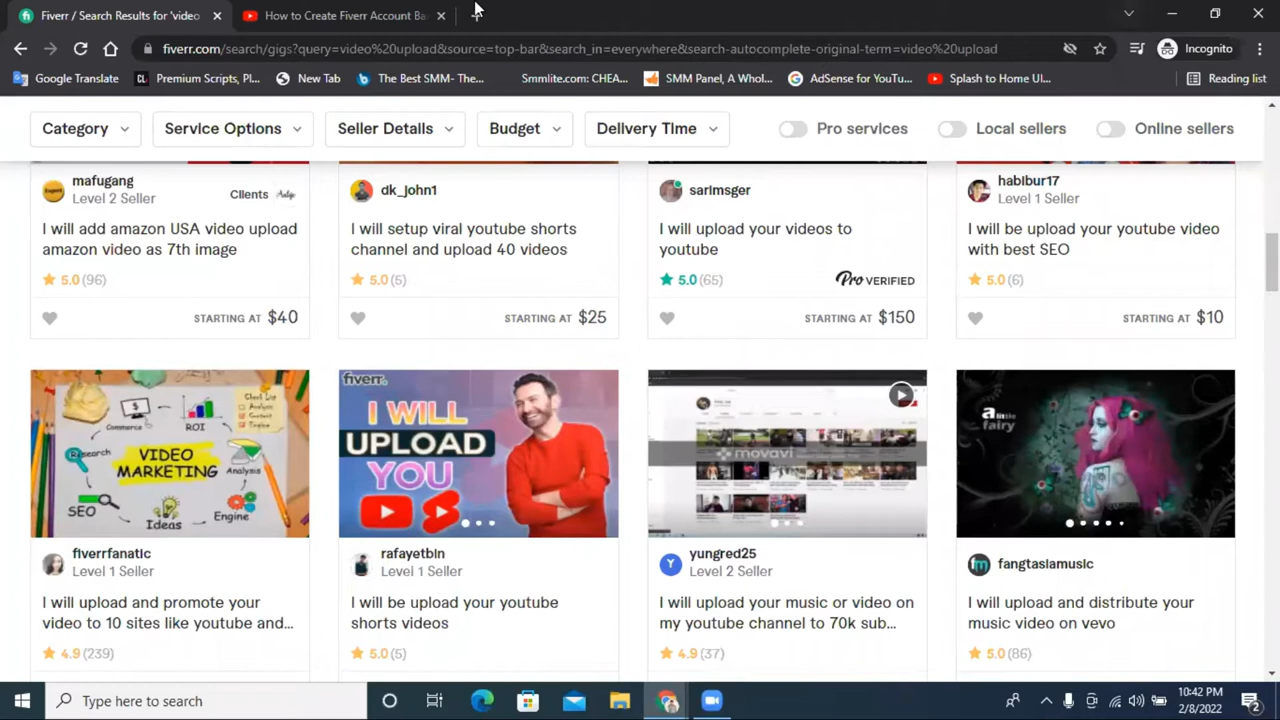 Fiverr / Search Results for 'video
How to Create Fiverr Account Ba
fiverr.com/search/gigs?query=video%20upload&source=top-bar&search_in=everywhere&search-autocomplete-original-term=video%20upload
Incognito
Google Translate
Premium Scripts, Pl...
New Tab
The Best SMM- The...
Smmlite.com: CHEA...
SMM Panel, A Whol...
AdSense for YouTu...
Splash to Home UI...
Reading list
Category
Service Options
Seller Details
Budget
Delivery Time
Pro services
Local sellers
Online sellers
mafugang
Level 2 Seller
Clients
I will add amazon USA video upload
amazon video as 7th image
5.0 (96)
STARTING AT $40
dk_john1
I will setup viral youtube shorts
channel and upload 40 videos
5.0 (5)
STARTING AT $25
sarimsger
I will upload your videos to
youtube
5.0 (65)
Pro VERIFIED
STARTING AT $150
habibur17
Level 1 Seller
I will be upload your youtube video
with best SEO
5.0 (6)
STARTING AT $10
Check List
Analysis
Content
Engine
Commerce
ROI
Research
VIDEO
MARKETING
Analysis
SEO
Ideas
Engine
fiverrfanatic
Level 1 Seller
I will upload and promote your
video to 10 sites like youtube and...
4.9 (239)
fiverr.
I WILL
UPLOAD
YOU
rafayetbin
Level 1 Seller
I will be upload your youtube
shorts videos
5.0 (5)
movavi
Y
yungred25
Level 2 Seller
I will upload your music or video on
my youtube channel to 70k sub...
4.9 (37)
a little
fairy
fangtasiamusic
I will upload and distribute your
music video on vevo
5.0 (86)
Type here to search
10:42 PM
2/8/2022
2